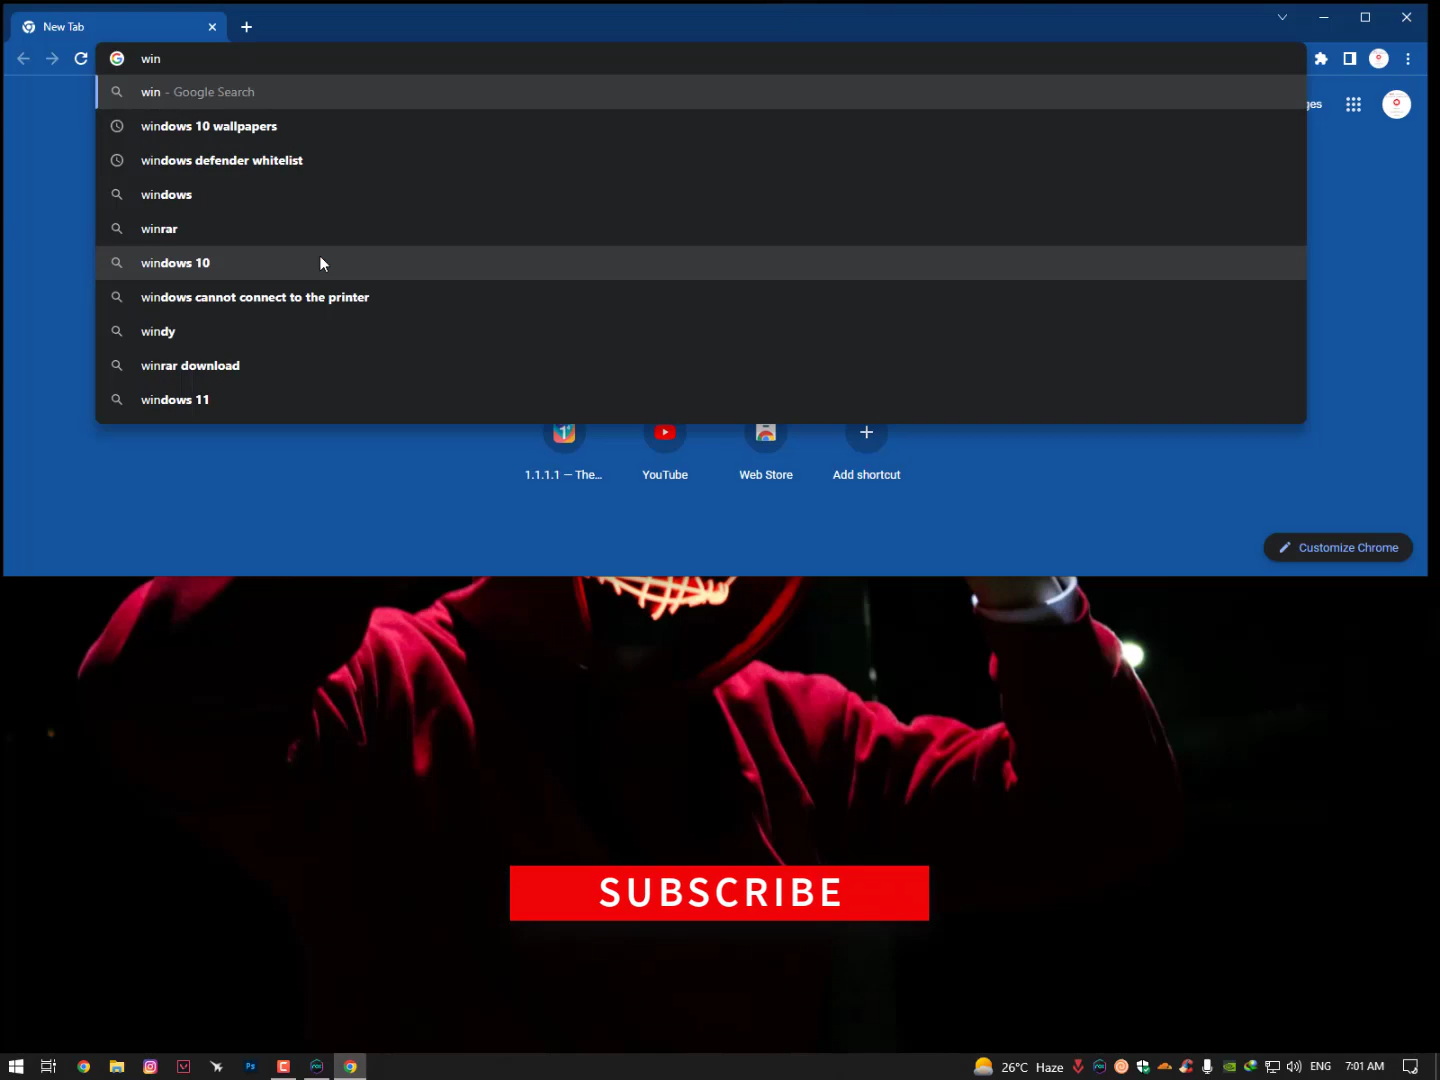 New Tab
win
win - Google Search
windows 10 wallpapers
windows defender whitelist
windows
winrar
windows 10
windows cannot connect to the printer
windy
winrar download
windows 11
ges
1.1.1.1 — The...
YouTube
Web Store
Add shortcut
Customize Chrome
SUBSCRIBE
Ps
26°C Haze
ENG
7:01 AM